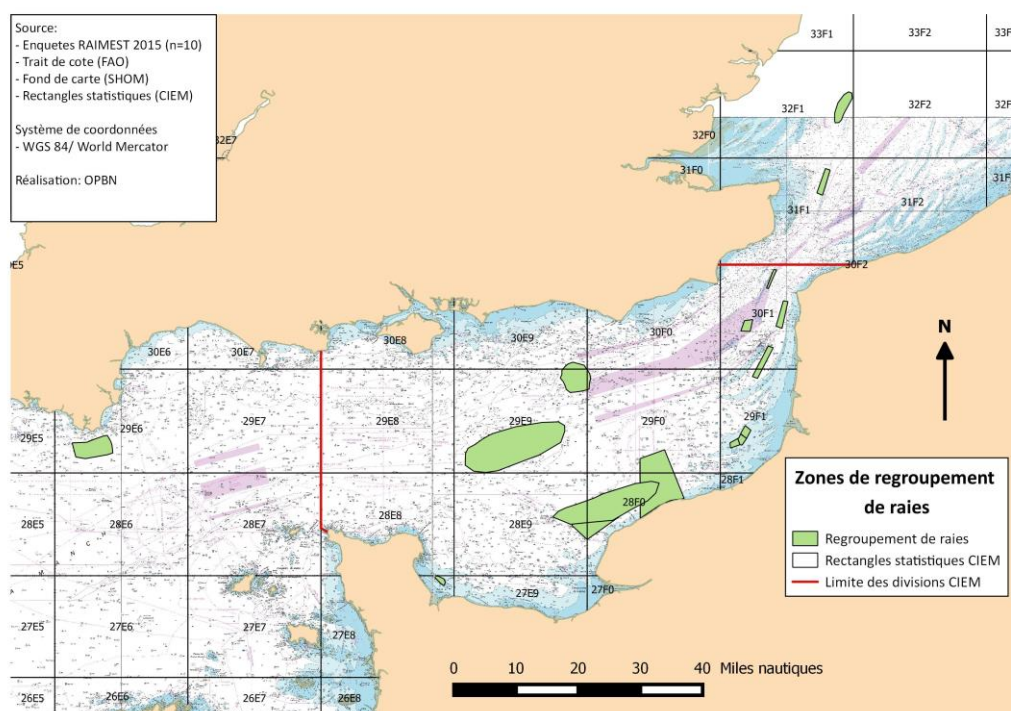 Source:
- Enquetes RAIMEST 2015 (n=10)
- Trait de cote (FAO)
- Fond de carte (SHOM)
- Rectangles statistiques (CIEM)
Système de coordonnées
- WGS 84/ World Mercator
Réalisation: OPBN
33F1 33F2
32F1 32F2
32E7 32F0
31F0
31F1 31F2
30F2
30F1
30E6 30E7 30E8 30E9 30F0
29E5 29E6 29E7 29E8 29E9 29F0 29F1
28E5 28E6 28E7 28E8 28E9 28F0 28F1
27E5 27E6 27E7 27E8 27E9 27F0
26E5 26E6 26E7 26E8
N
Zones de regroupement
de raies
Regroupement de raies
Rectangles statistiques CIEM
Limite des divisions CIEM
0 10 20 30 40 Miles nautiques